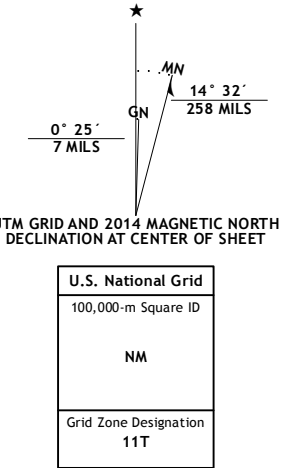 ★
MN
14° 32´
258 MILS
GN
0° 25´
7 MILS
UTM GRID AND 2014 MAGNETIC NORTH
DECLINATION AT CENTER OF SHEET
U.S. National Grid
100,000-m Square ID
NM
Grid Zone Designation
11T